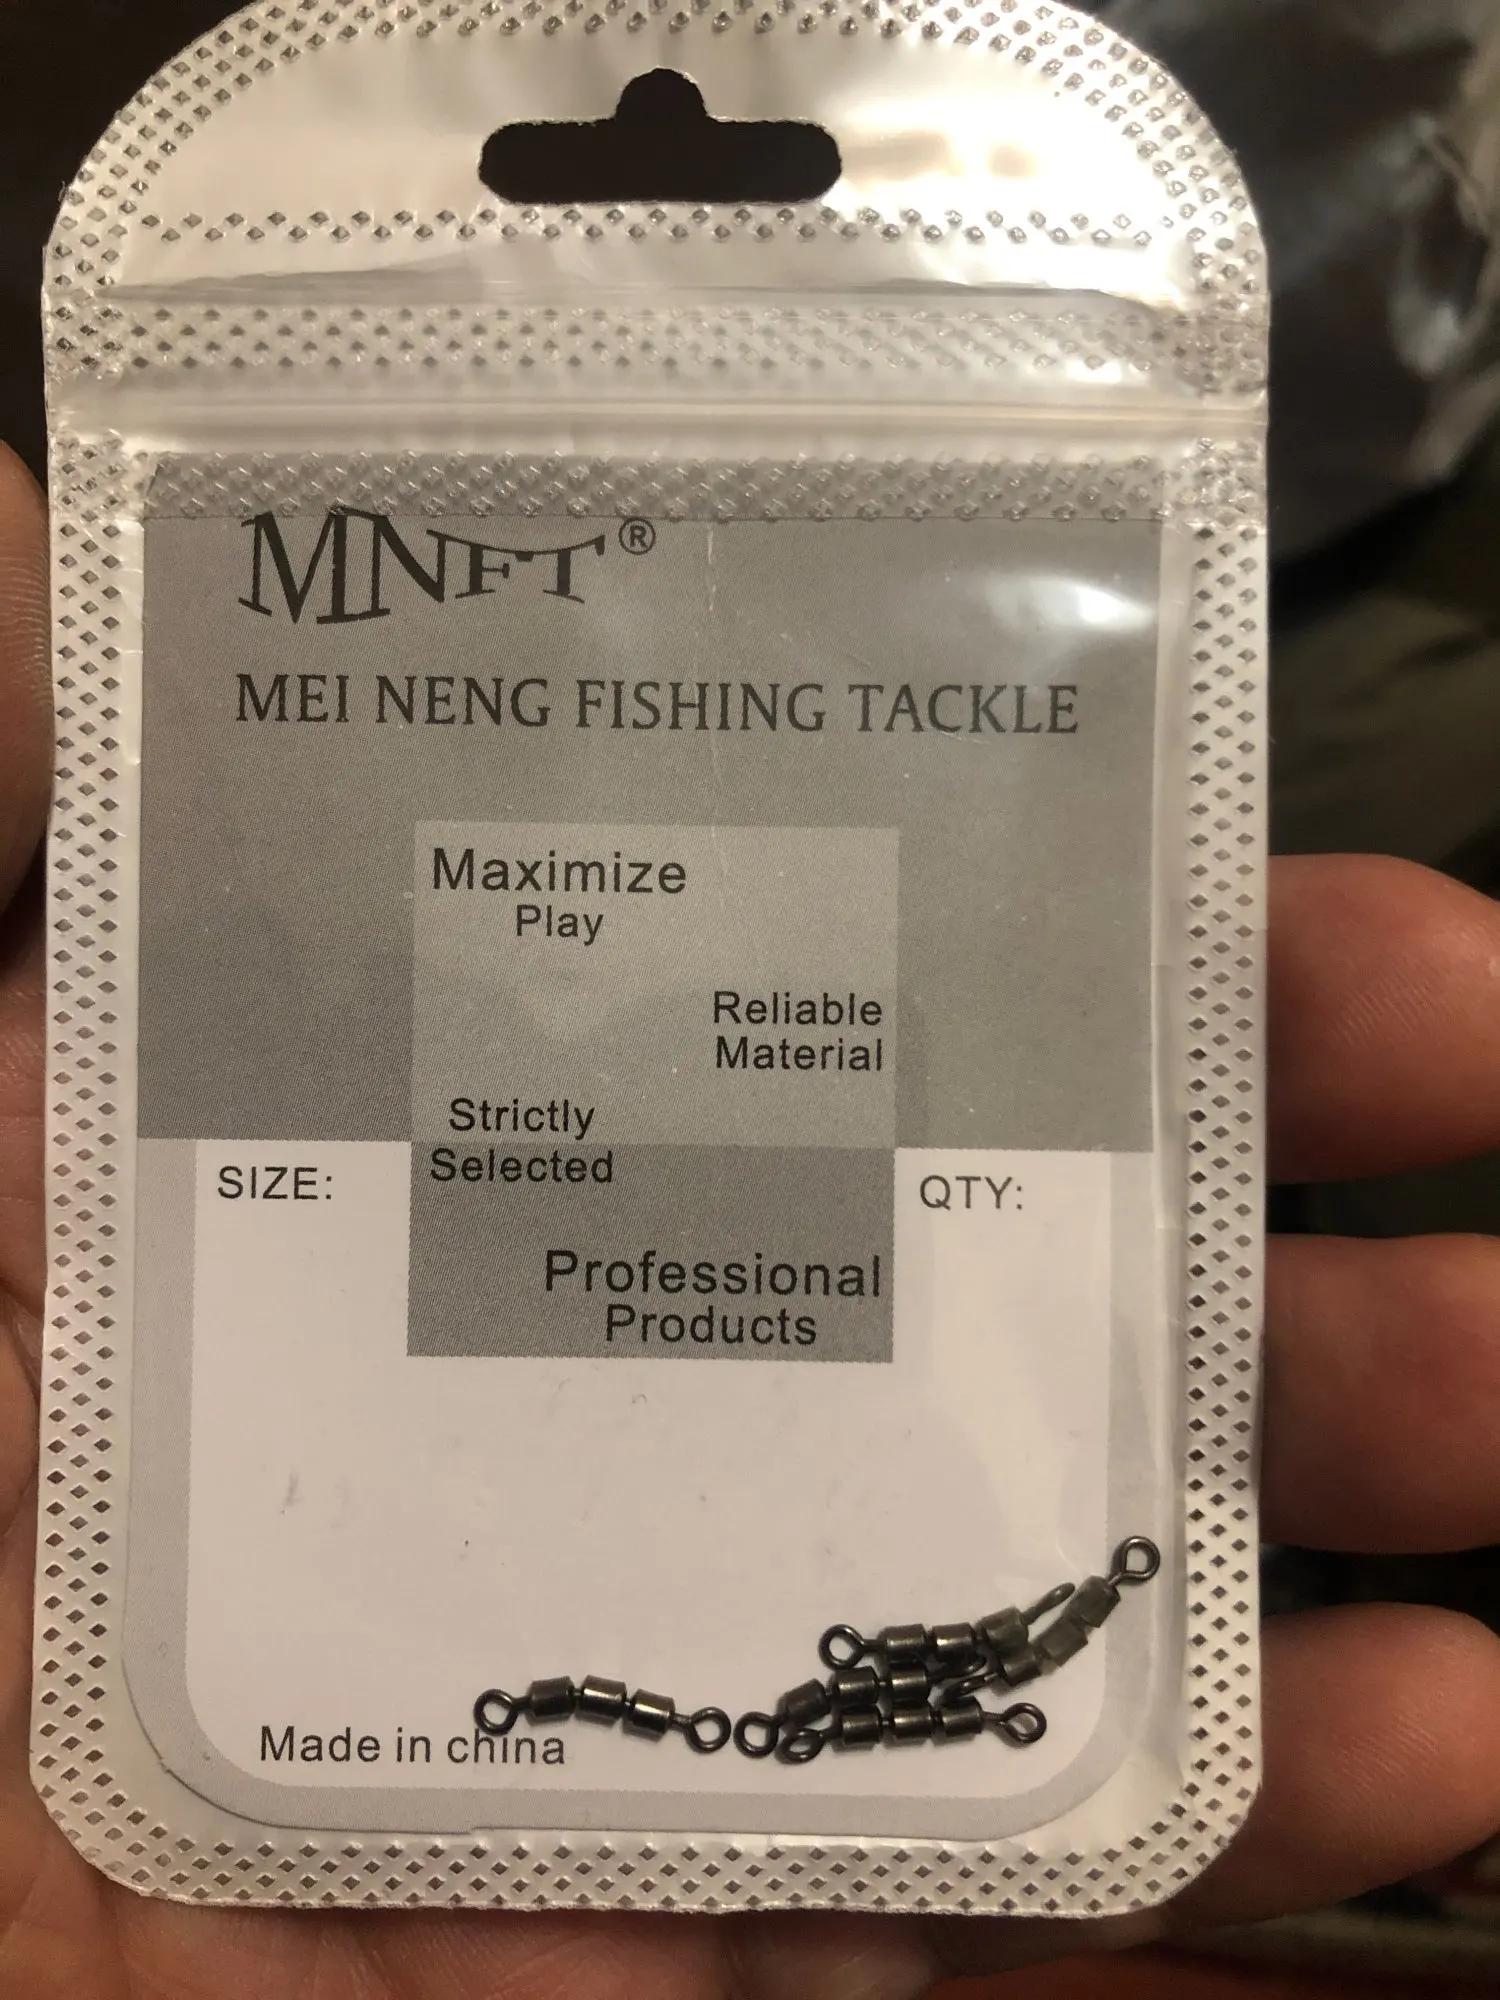 MNFT®
MEI NENG FISHING TACKLE
Maximize
Play
Reliable
Material
Strictly
Selected
SIZE:
QTY:
Professional
Products
Made in china